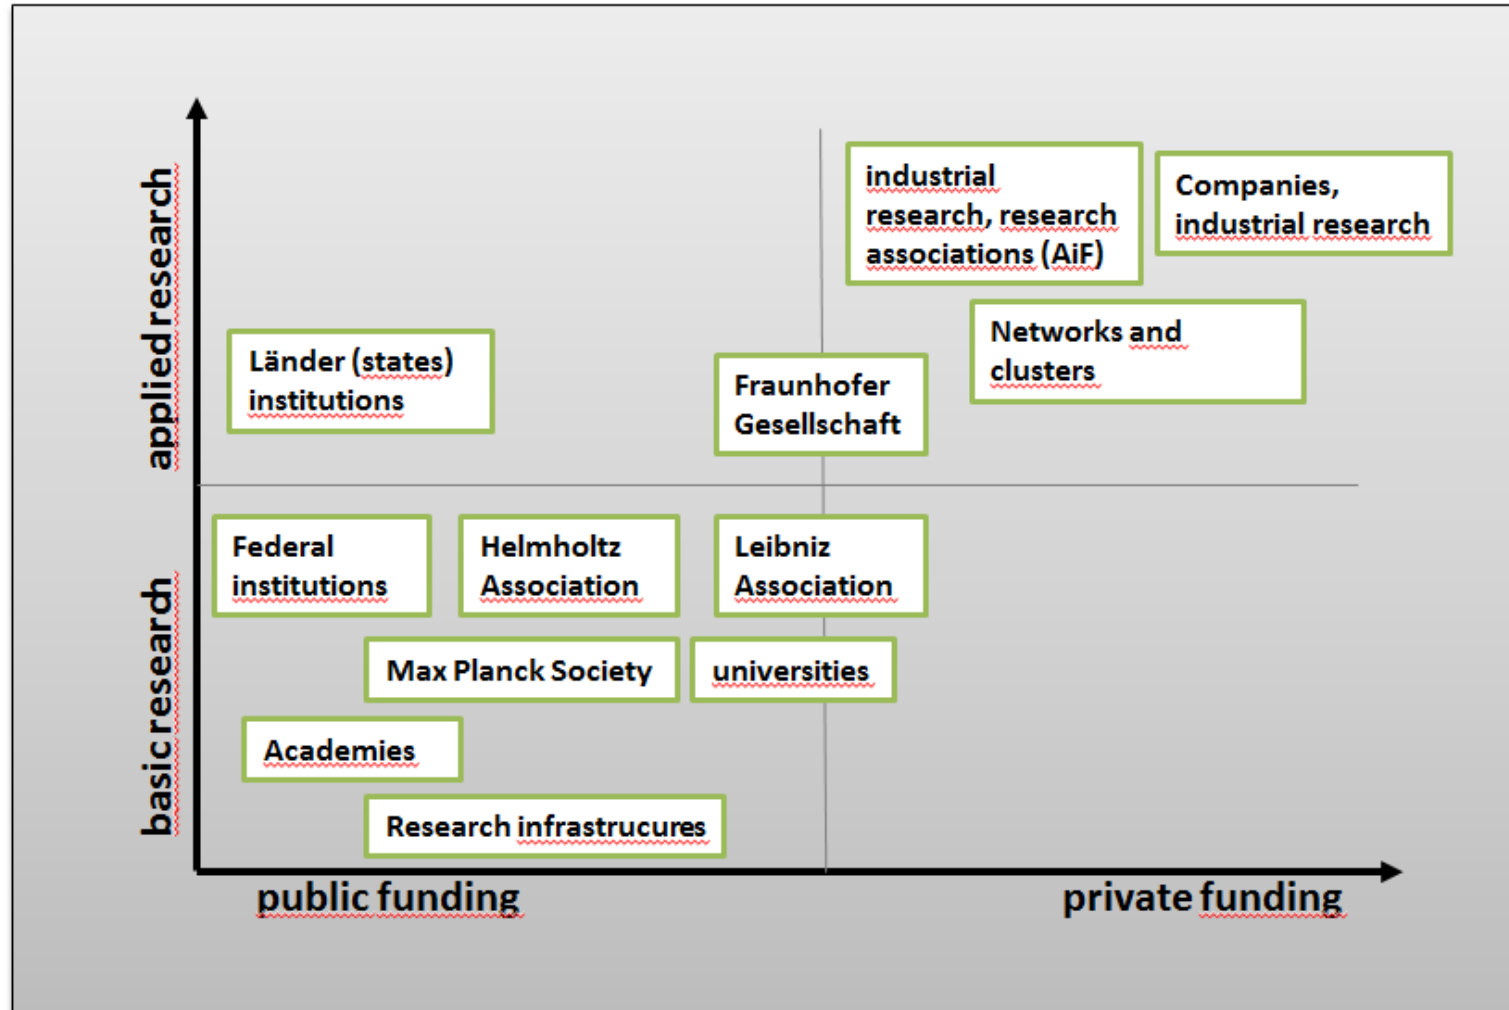 applied research
basic research
industrial
research, research
associations (AiF)
Companies,
industrial research
Networks and
clusters
Länder (states)
institutions
Fraunhofer
Gesellschaft
Federal
institutions
Helmholtz
Association
Leibniz
Association
Max Planck Society
universities
Academies
Research infrastrucures
public funding
private funding